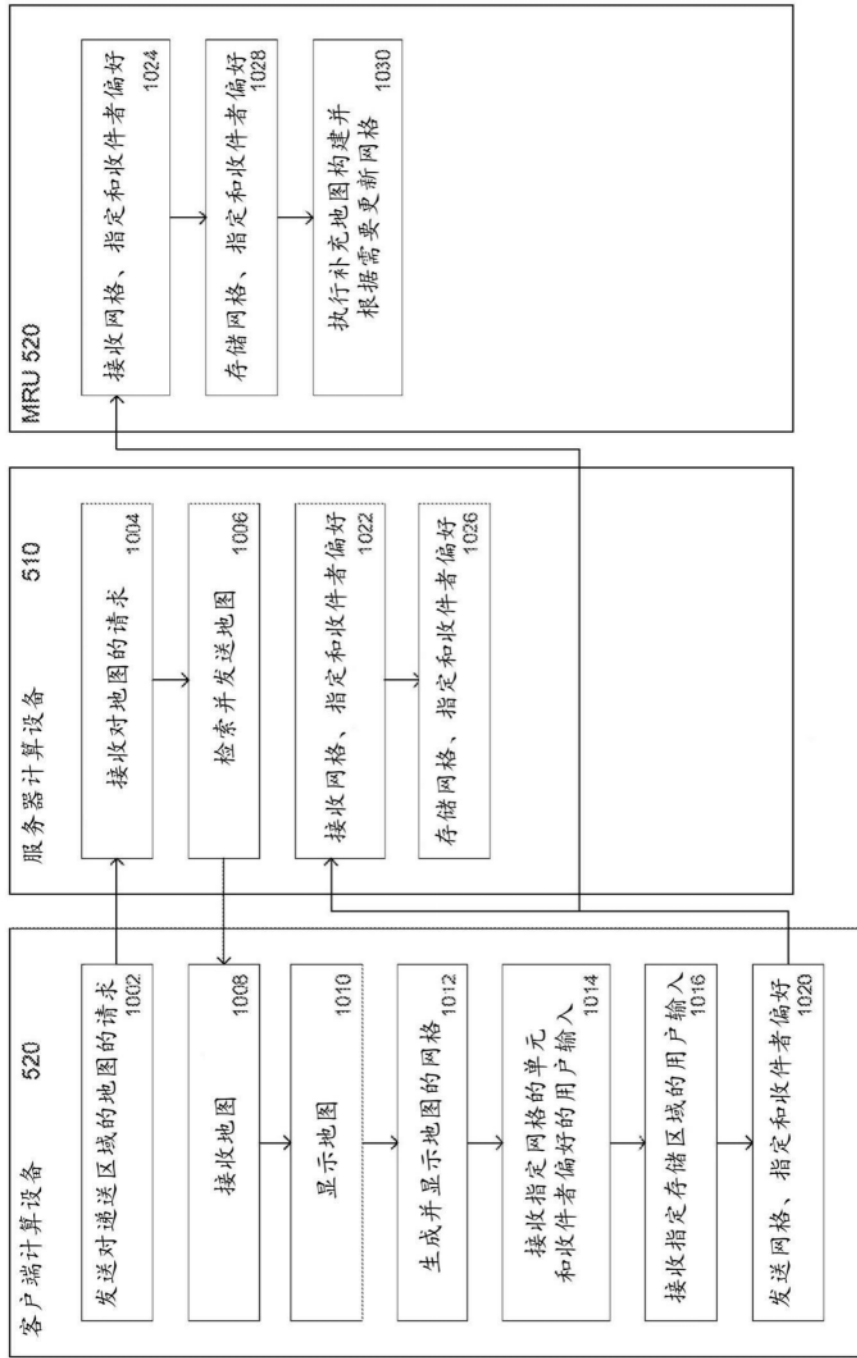 客户端计算设备
520
发送对递送区域的地图的请求
1002
接收地图
1008
显示地图
1010
生成并显示地图的网格
1012
接收指定网格的单元
和收件者偏好的用户输入
1014
接收指定存储区域的用户输入
1016
发送网格、指定和收件者偏好
1020
服务器计算设备
510
接收对地图的请求
1004
检索并发送地图
1006
接收网格、指定和收件者偏好
1022
存储网格、指定和收件者偏好
1026
MRU 520
接收网格、指定和收件者偏好
1024
存储网格、指定和收件者偏好
1028
执行补充地图构建并
根据需要更新网格
1030